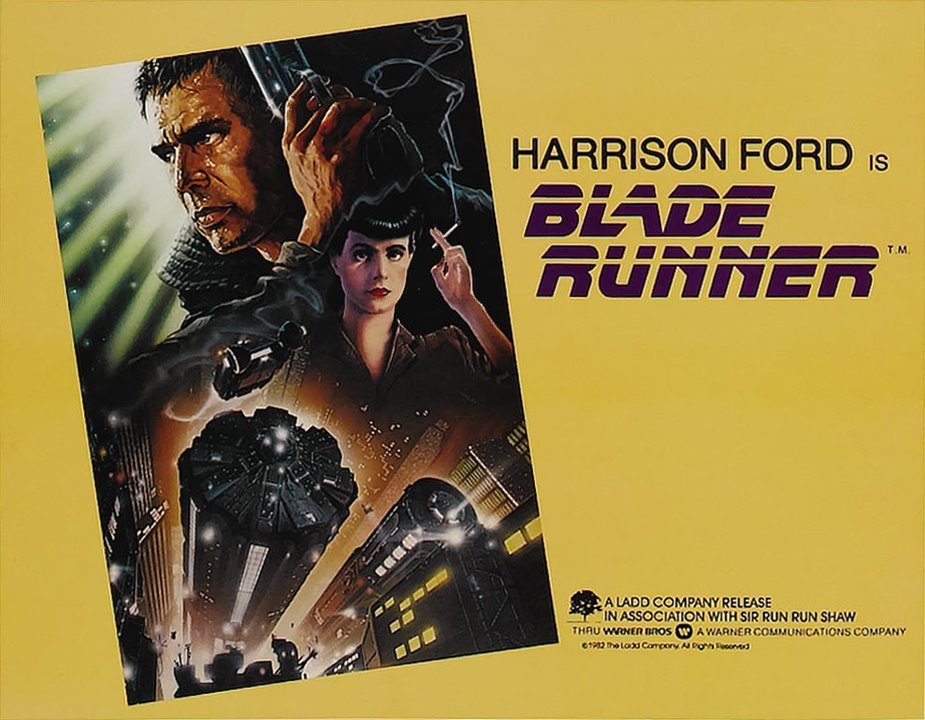 HARRISON FORD IS
BLADE
RUNNER T.M.
A LADD COMPANY RELEASE
IN ASSOCIATION WITH SIR RUN RUN SHAW
THRU WARNER BROS W A WARNER COMMUNICATIONS COMPANY
©1982 The Ladd Company. All Rights Reserved